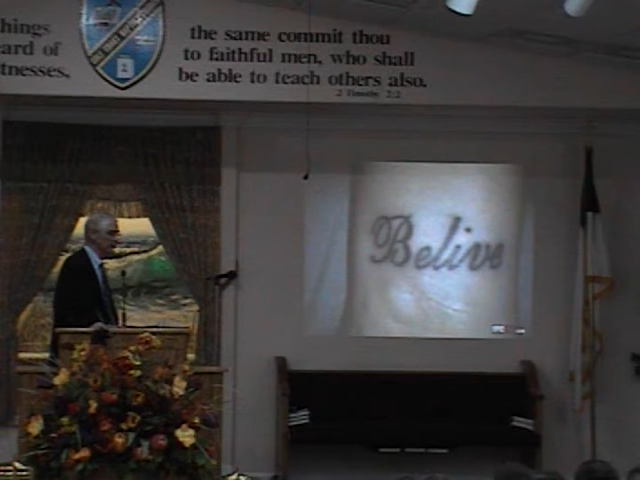 things
ard of
tnesses,
the same commit thou
to faithful men, who shall
be able to teach others also.
2 Timothy 2:2
Belive